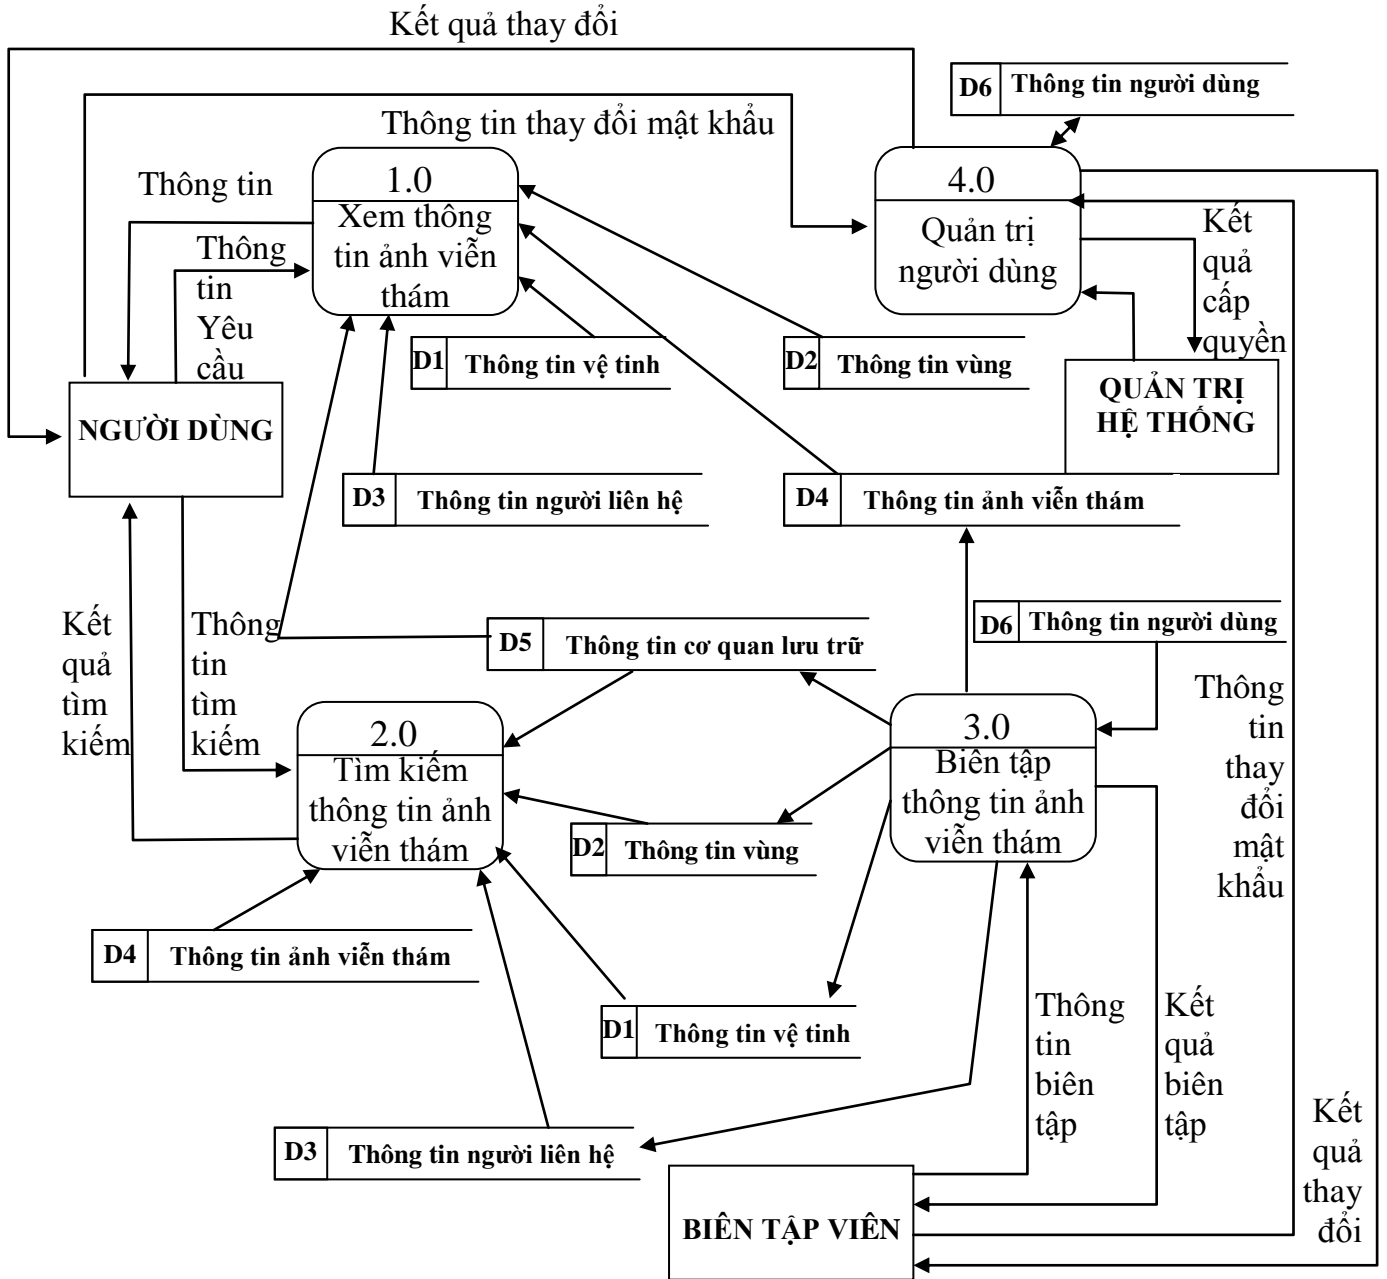 Kết quả thay đổi
D6 Thông tin người dùng
Thông tin thay đổi mật khẩu
1.0
Xem thông
tin ảnh viễn
thám
4.0
Quản trị
người dùng
Thông tin
Thông
tin
Yêu
cầu
Kết
quả
cấp
quyền
D1 Thông tin vệ tinh
D2 Thông tin vùng
NGƯỜI DÙNG
QUẢN TRỊ
HỆ THỐNG
D3 Thông tin người liên hệ
D4 Thông tin ảnh viễn thám
Kết
quả
tìm
kiếm
Thông
tin
tìm
kiếm
D5 Thông tin cơ quan lưu trữ
D6 Thông tin người dùng
2.0
Tìm kiếm
thông tin ảnh
viễn thám
3.0
Biên tập
thông tin ảnh
viễn thám
Thông
tin
thay
đổi
mật
khẩu
D2 Thông tin vùng
D4 Thông tin ảnh viễn thám
D1 Thông tin vệ tinh
Thông
tin
biên
tập
Kết
quả
biên
tập
Kết
quả
thay
đổi
D3 Thông tin người liên hệ
BIÊN TẬP VIÊN